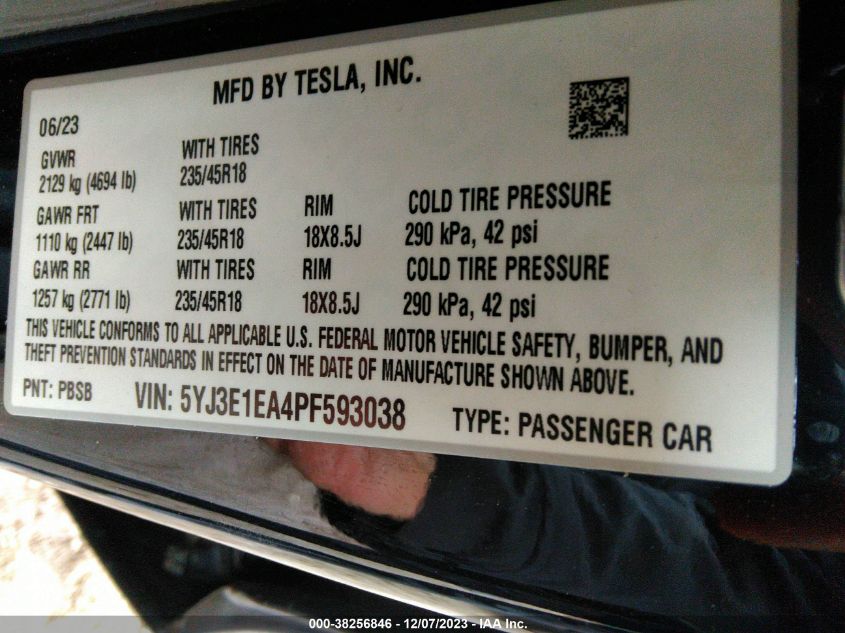 MFD BY TESLA, INC.
06/23
GVWR WITH TIRES
2129 kg (4694 lb) 235/45R18
GAWR FRT WITH TIRES RIM COLD TIRE PRESSURE
1110 kg (2447 lb) 235/45R18 18X8.5J 290 kPa, 42 psi
GAWR RR WITH TIRES RIM COLD TIRE PRESSURE
1257 kg (2771 lb) 235/45R18 18X8.5J 290 kPa, 42 psi
THIS VEHICLE CONFORMS TO ALL APPLICABLE U.S. FEDERAL MOTOR VEHICLE SAFETY, BUMPER, AND
THEFT PREVENTION STANDARDS IN EFFECT ON THE DATE OF MANUFACTURE SHOWN ABOVE.
PNT: PBSB VIN: 5YJ3E1EA4PF593038 TYPE: PASSENGER CAR
000-38256846 - 12/07/2023 - IAA Inc.